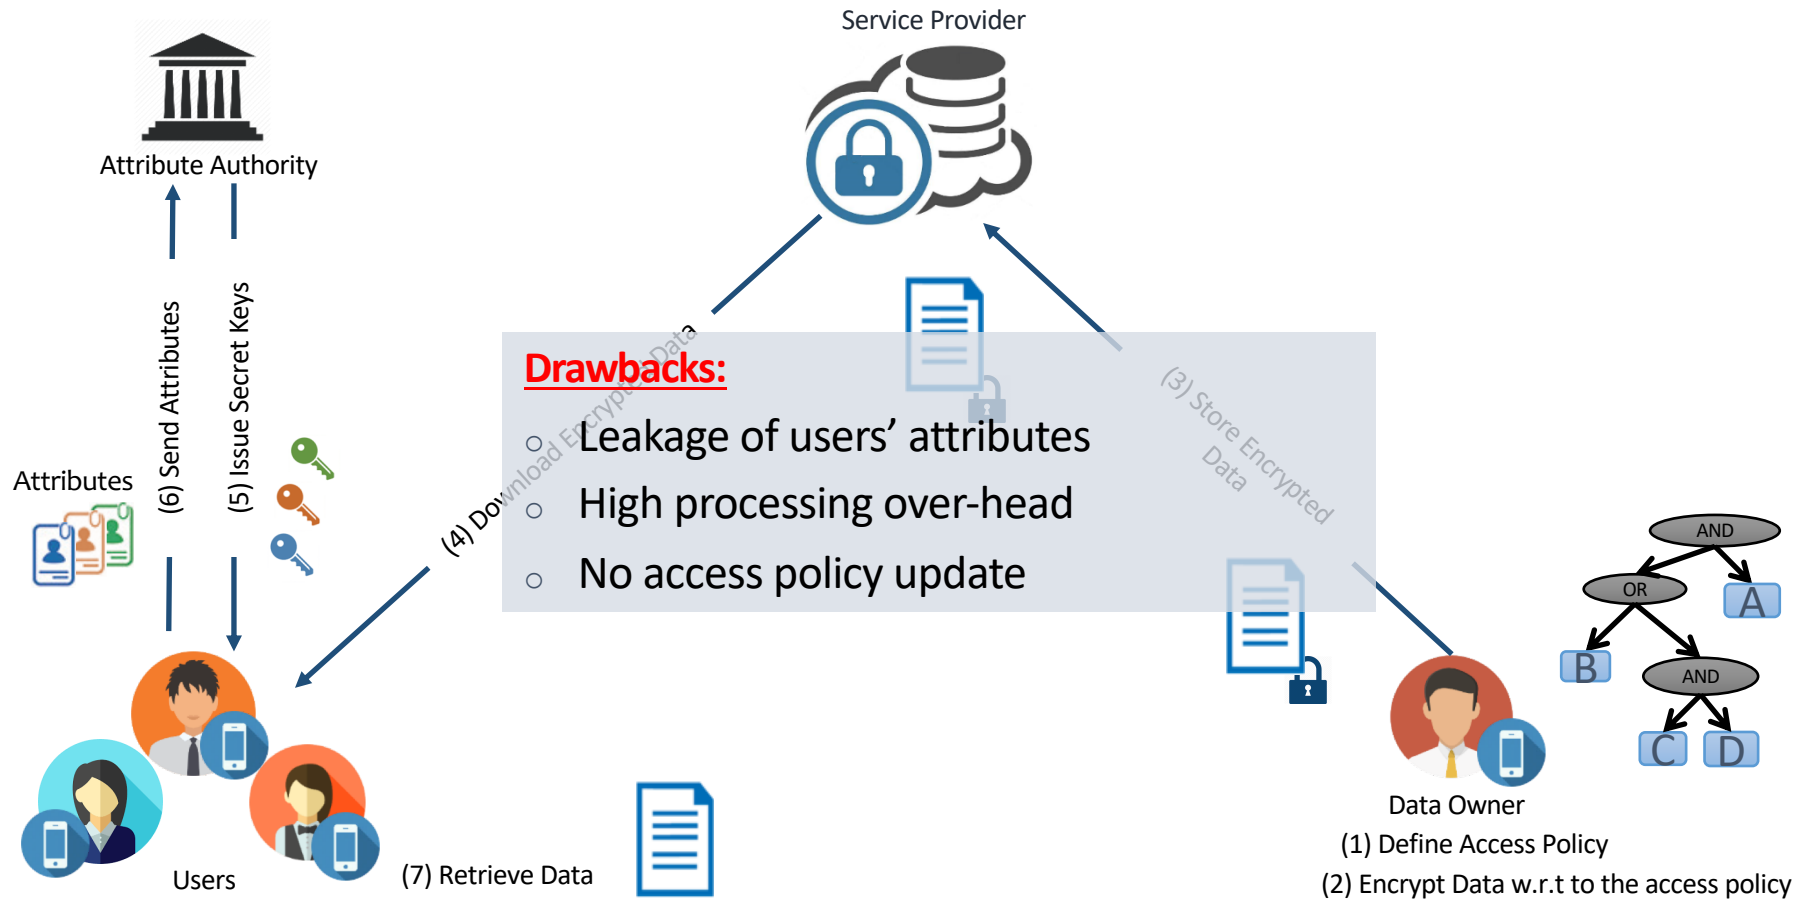 Service Provider
Attribute Authority
(6) Send Attributes
(5) Issue Secret Keys
Attributes
(4) Download Encrypted Data
(3) Store Encrypted
Data
Drawbacks:
○ Leakage of users’ attributes
○ High processing over-head
○ No access policy update
AND
OR
A
B
AND
C
D
Users
(7) Retrieve Data
Data Owner
(1) Define Access Policy
(2) Encrypt Data w.r.t to the access policy